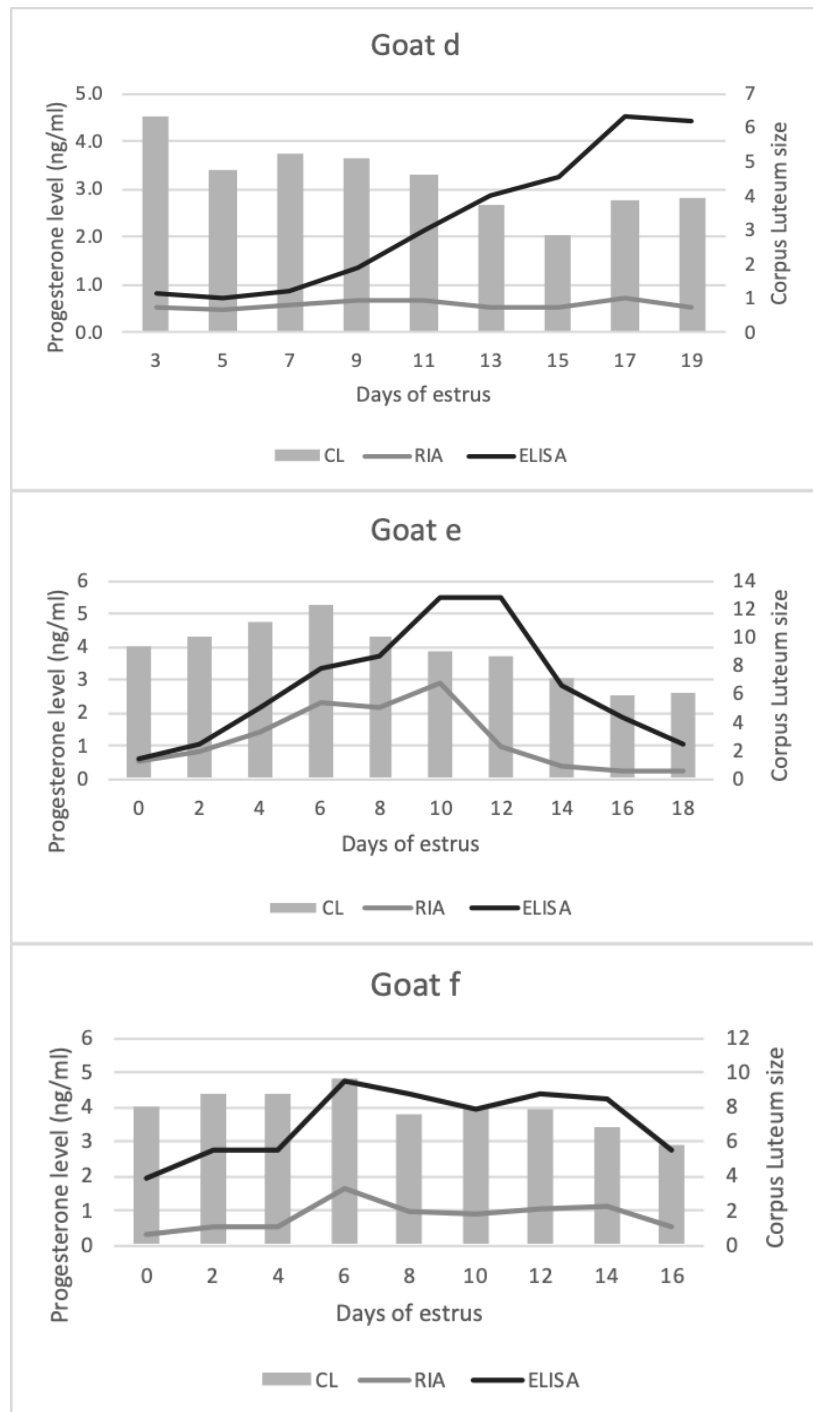 Goat d
Progesterone level (ng/ml)
5.0
4.0
3.0
2.0
1.0
0.0
7
6
5
4
3
2
1
0
Corpus Luteum size
3 5 7 9 11 13 15 17 19
Days of estrus
CL RIA ELISA
Goat e
Progesterone level (ng/ml)
6
5
4
3
2
1
0
14
12
10
8
6
4
2
0
Corpus Luteum size
0 2 4 6 8 10 12 14 16 18
Days of estrus
CL RIA ELISA
Goat f
Progesterone level (ng/ml)
6
5
4
3
2
1
0
12
10
8
6
4
2
0
Corpus Luteum size
0 2 4 6 8 10 12 14 16
Days of estrus
CL RIA ELISA